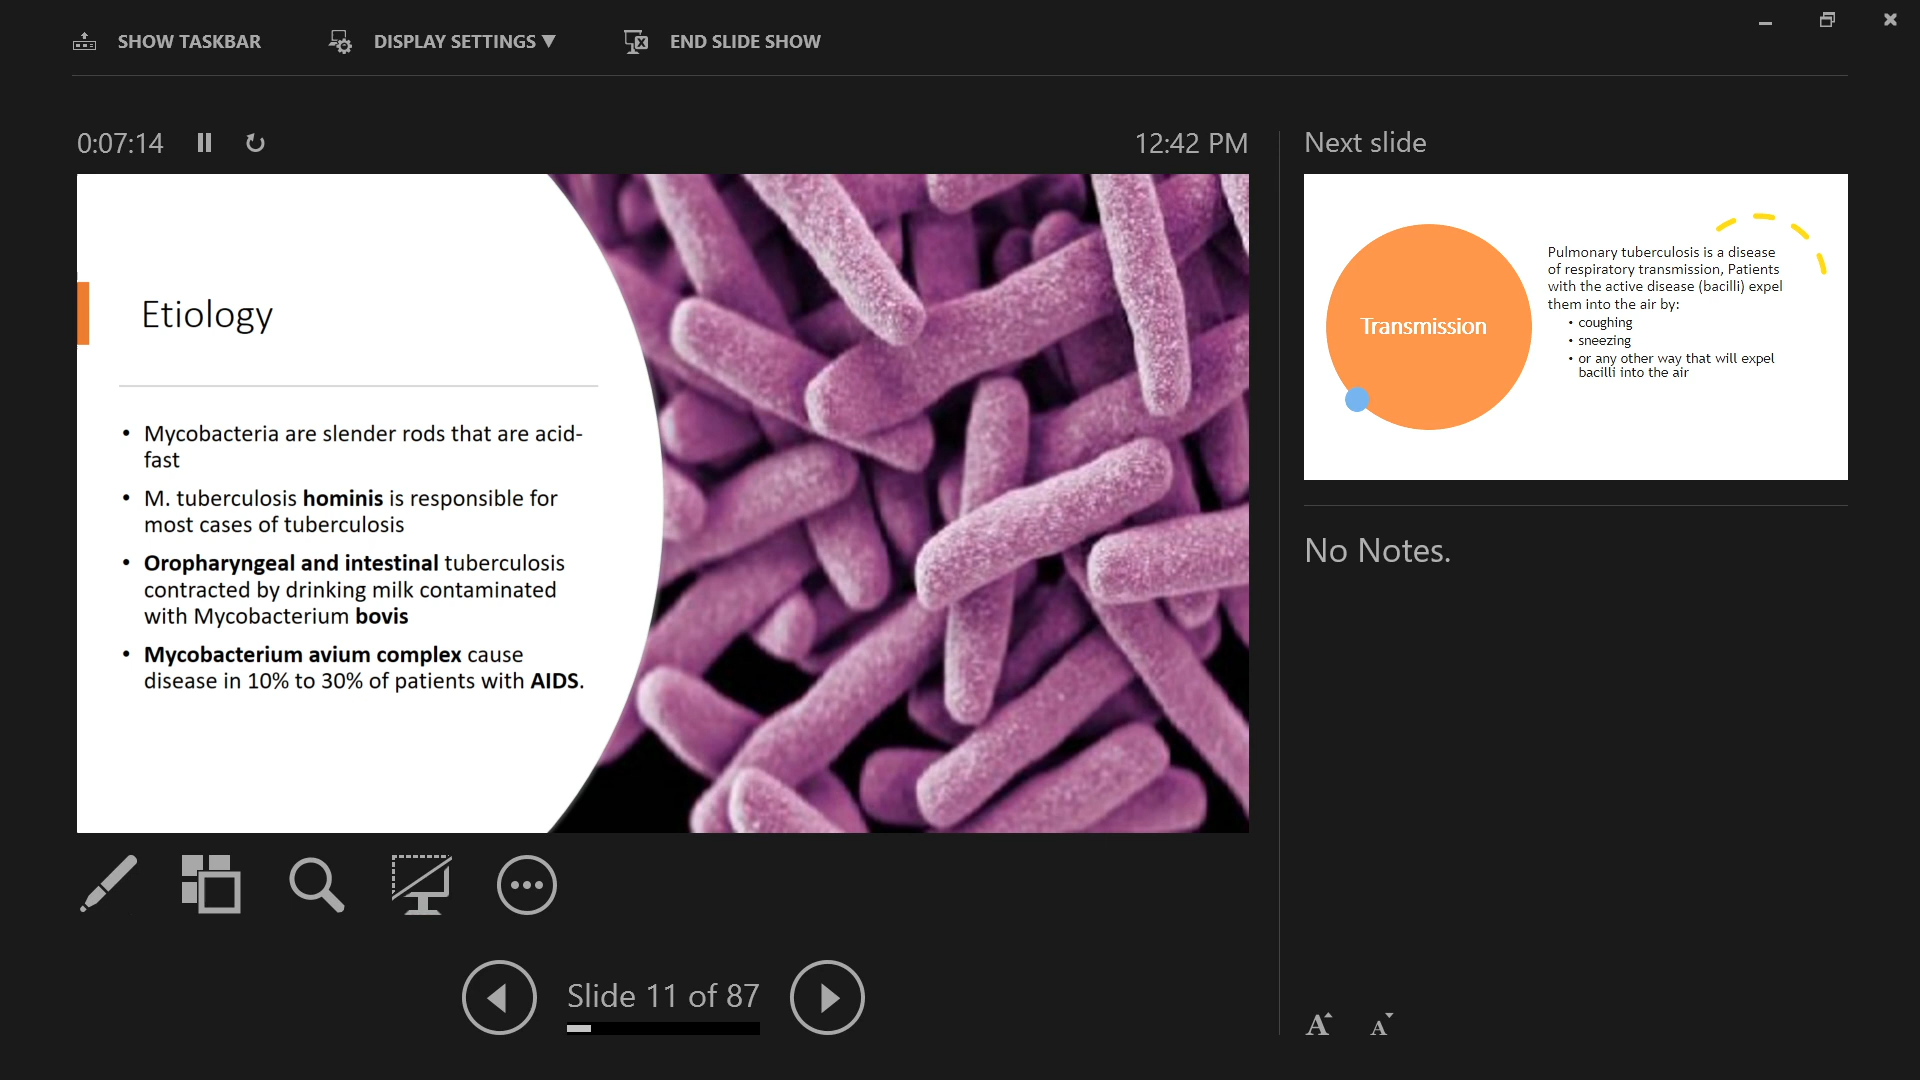 SHOW TASKBAR
DISPLAY SETTINGS ▼
END SLIDE SHOW
0:07:14
12:42 PM
Etiology
• Mycobacteria are slender rods that are acid-
fast
• M. tuberculosis hominis is responsible for
most cases of tuberculosis
• Oropharyngeal and intestinal tuberculosis
contracted by drinking milk contaminated
with Mycobacterium bovis
• Mycobacterium avium complex cause
disease in 10% to 30% of patients with AIDS.
Slide 11 of 87
Next slide
Transmission
Pulmonary tuberculosis is a disease
of respiratory transmission, Patients
with the active disease (bacilli) expel
them into the air by:
• coughing
• sneezing
• or any other way that will expel
bacilli into the air
No Notes.
A A